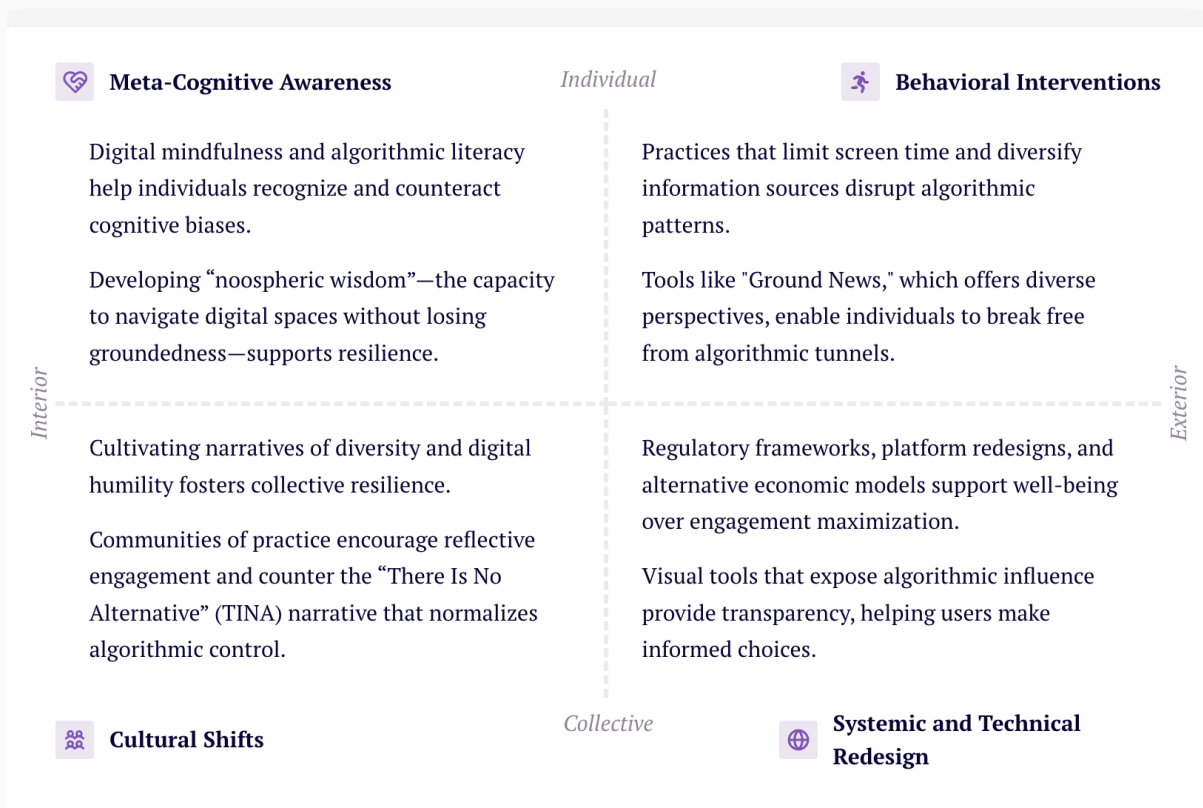 Meta-Cognitive Awareness
Individual
Behavioral Interventions
Digital mindfulness and algorithmic literacy
help individuals recognize and counteract
cognitive biases.
Developing “noospheric wisdom”—the capacity
to navigate digital spaces without losing
groundedness—supports resilience.
Practices that limit screen time and diversify
information sources disrupt algorithmic
patterns.
Tools like "Ground News," which offers diverse
perspectives, enable individuals to break free
from algorithmic tunnels.
Interior
Exterior
Cultivating narratives of diversity and digital
humility fosters collective resilience.
Communities of practice encourage reflective
engagement and counter the “There Is No
Alternative” (TINA) narrative that normalizes
algorithmic control.
Regulatory frameworks, platform redesigns, and
alternative economic models support well-being
over engagement maximization.
Visual tools that expose algorithmic influence
provide transparency, helping users make
informed choices.
Cultural Shifts
Collective
Systemic and Technical
Redesign